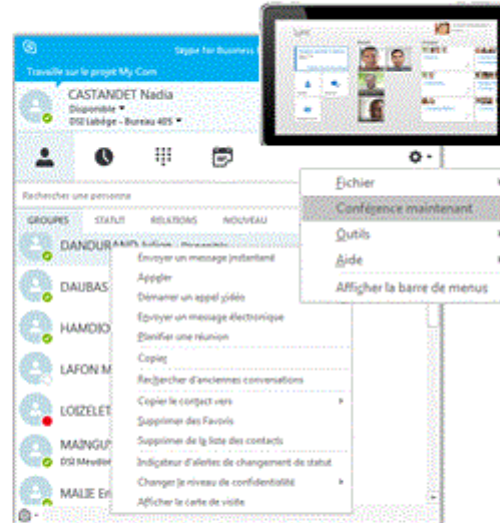 Skype for Business
Travaille sur le projet My Com
CASTANDET Nadia
Disponible
DSI Labège - Bureau 405
Rechercher une personne
GROUPES STATUT RELATIONS NOUVEAU
DANDURAND Julien - Disponible
DAUBAS
HAMDIO
LAFON M
LOIZELET
MAINGU
DSI Meudon
MALIE Er
Envoyer un message instantané
Appeler
Démarrer un appel vidéo
Envoyer un message électronique
Planifier une réunion
Copier
Rechercher d'anciennes conversations
Copier le contact vers
Supprimer des Favoris
Supprimer de la liste des contacts
Indicateur d'alertes de changement de statut
Changer le niveau de confidentialité
Afficher la carte de visite
Fichier
Conférence maintenant
Outils
Aide
Afficher la barre de menus
Lync